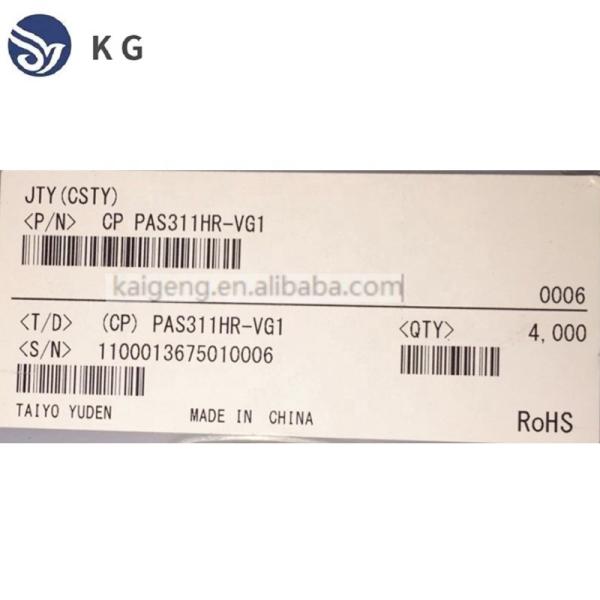 KG
JTY(CSTY)
<P/N> CP PAS311HR-VG1
kaigeng.en.alibaba.com
0006
<T/D> (CP) PAS311HR-VG1 <QTY> 4,000
<S/N> 1100013675010006
TAIYO YUDEN MADE IN CHINA RoHS